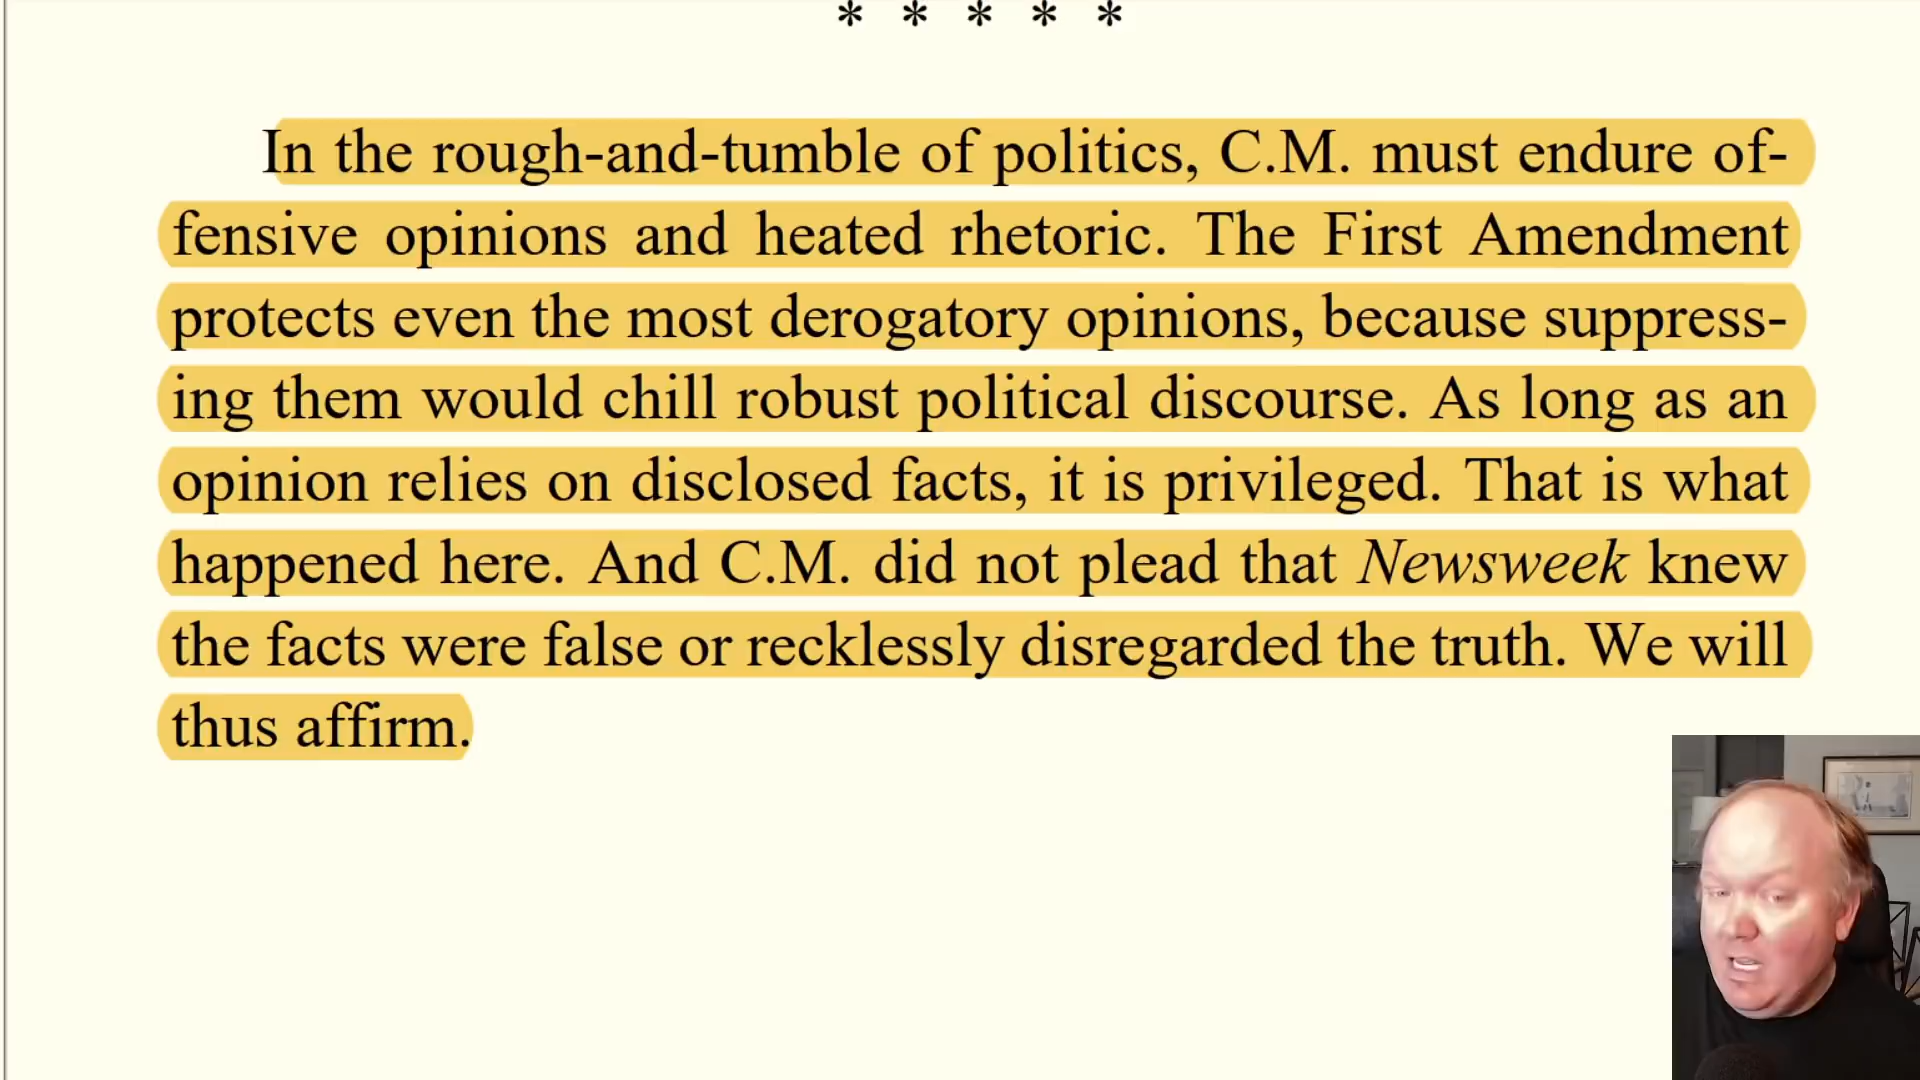 * * * * *
In the rough-and-tumble of politics, C.M. must endure of-
fensive opinions and heated rhetoric. The First Amendment
protects even the most derogatory opinions, because suppress-
ing them would chill robust political discourse. As long as an
opinion relies on disclosed facts, it is privileged. That is what
happened here. And C.M. did not plead that Newsweek knew
the facts were false or recklessly disregarded the truth. We will
thus affirm.